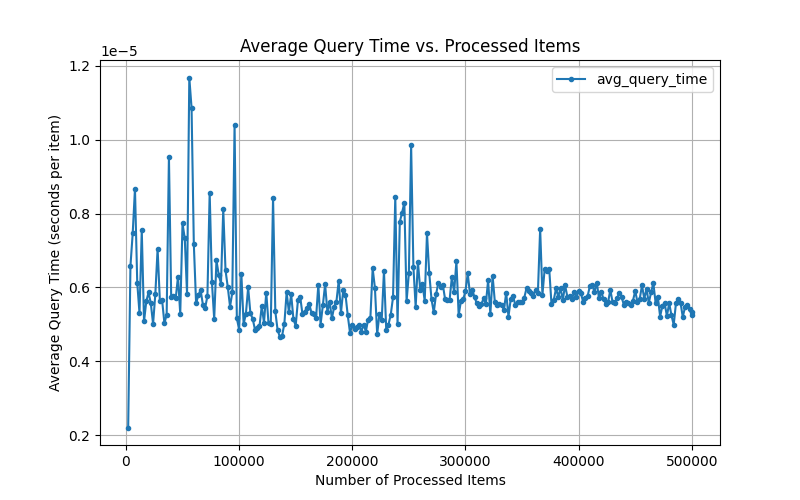 Average Query Time vs. Processed Items
1e−5
avg_query_time
1.2
1.0
0.8
0.6
0.4
0.2
Average Query Time (seconds per item)
0 100000 200000 300000 400000 500000
Number of Processed Items